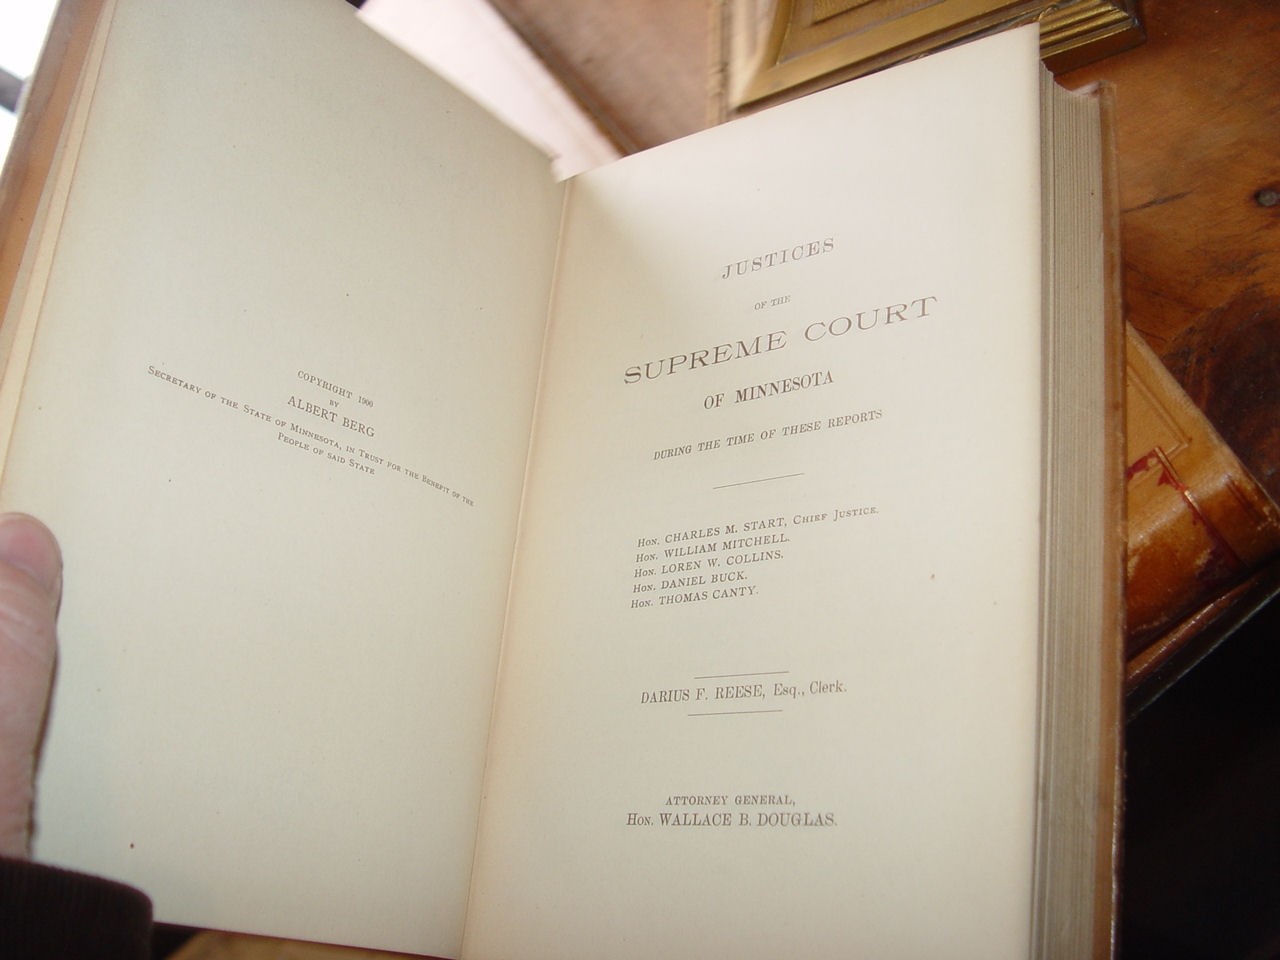 COPYRIGHT 1900
BY
ALBERT BERG
SECRETARY OF THE STATE OF MINNESOTA, IN TRUST FOR THE BENEFIT OF THE
PEOPLE OF SAID STATE
JUSTICES
OF THE
SUPREME COURT
OF MINNESOTA
DURING THE TIME OF THESE REPORTS
HON. CHARLES M. START, CHIEF JUSTICE.
HON. WILLIAM MITCHELL.
HON. LOREN W. COLLINS.
HON. DANIEL BUCK.
HON. THOMAS CANTY.
DARIUS F. REESE, Esq., Clerk.
ATTORNEY GENERAL,
HON. WALLACE B. DOUGLAS.